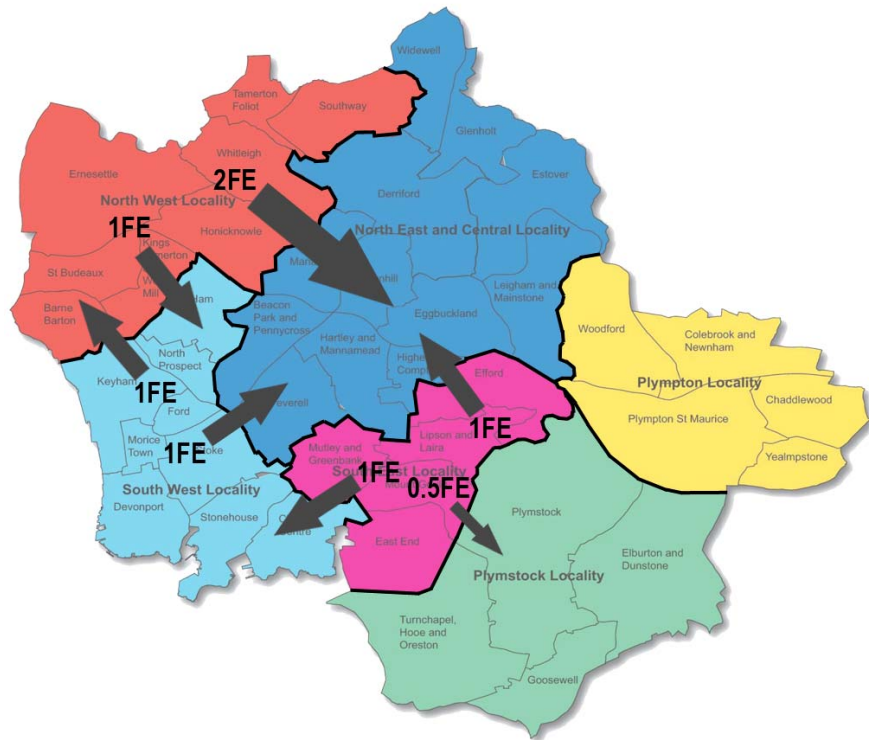 Widewell
Tamerton
Foliot
Southway
Glenholt
Whitleigh
Estover
Ernesettle
2FE
Derriford
North West Locality
1FE
North East and Central Locality
Honicknowle
Kings
St Budeaux
Mill
Leigham and
Mainstone
Barne
Barton
Beacon
Park and
Pennycross
Eggbuckland
Hartley and
Mannamead
Woodford
Colebrook and
Newnham
North
Prospect
Keyham
1FE
Efford
Plympton Locality
Chaddlewood
Ford
Plympton St Maurice
Morice
Town
1FE
Lipson and
Laira
1FE
Mutley and
Greenbank
1FE
Yealmpstone
South West Locality
0.5FE
Devonport
Stonehouse
Plymstock
East End
Elburton and
Dunstone
Plymstock Locality
Turnchapel,
Hooe and
Oreston
Goosewell